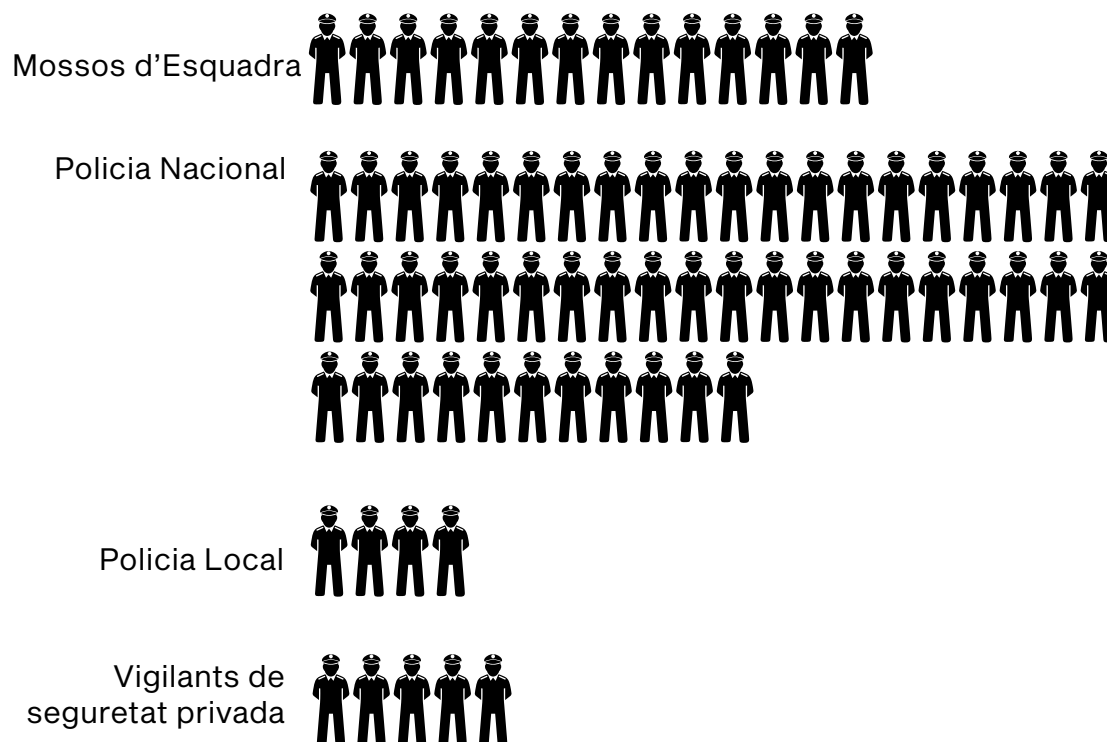 Mossos d’Esquadra
Policia Nacional
Policia Local
Vigilants de
seguretat privada